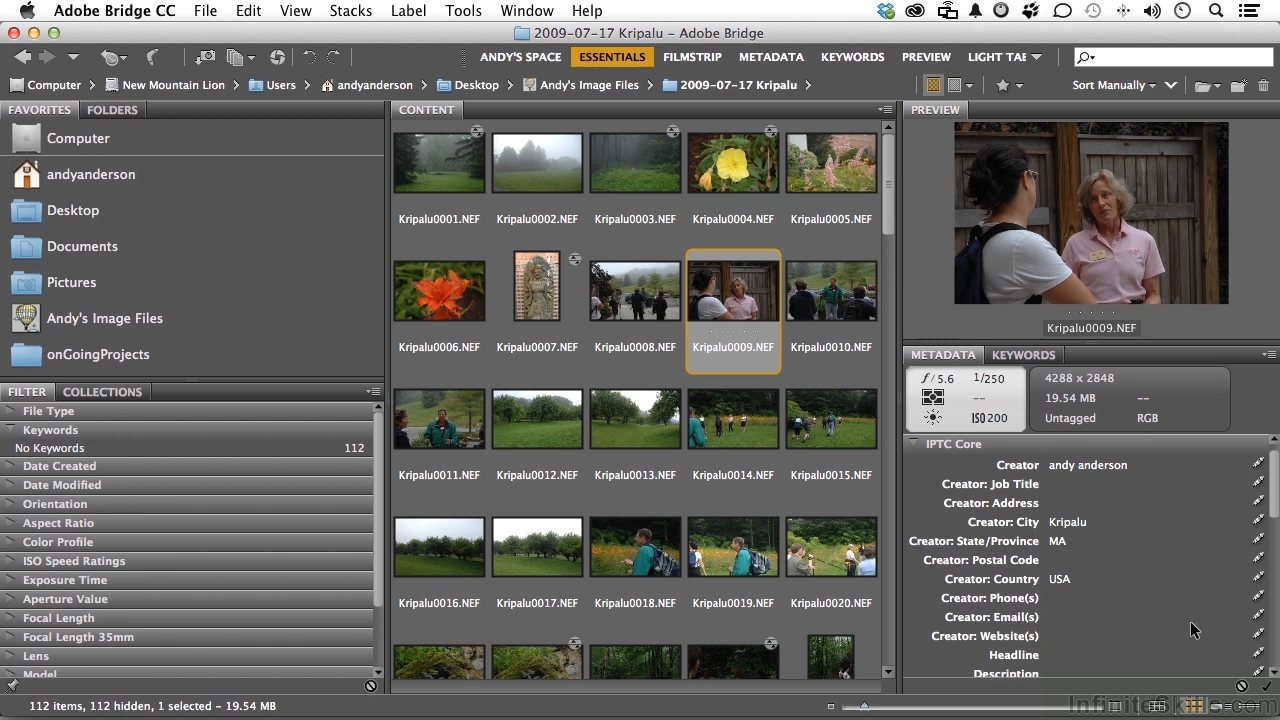 Adobe Bridge CC File Edit View Stacks Label Tools Window Help
2009-07-17 Kripalu – Adobe Bridge
ANDY'S SPACE ESSENTIALS FILMSTRIP METADATA KEYWORDS PREVIEW LIGHT TAE
Computer New Mountain Lion Users andyanderson Desktop Andy's Image Files 2009-07-17 Kripalu Sort Manually
FAVORITES FOLDERS
Computer
andyanderson
Desktop
Documents
Pictures
Andy's Image Files
onGoingProjects
FILTER COLLECTIONS
File Type
Keywords
No Keywords 112
Date Created
Date Modified
Orientation
Aspect Ratio
Color Profile
ISO Speed Ratings
Exposure Time
Aperture Value
Focal Length
Focal Length 35mm
Lens
Model
CONTENT
Kripalu0001.NEF Kripalu0002.NEF Kripalu0003.NEF Kripalu0004.NEF Kripalu0005.NEF
Kripalu0006.NEF Kripalu0007.NEF Kripalu0008.NEF Kripalu0009.NEF Kripalu0010.NEF
Kripalu0011.NEF Kripalu0012.NEF Kripalu0013.NEF Kripalu0014.NEF Kripalu0015.NEF
Kripalu0016.NEF Kripalu0017.NEF Kripalu0018.NEF Kripalu0019.NEF Kripalu0020.NEF
PREVIEW
Kripalu0009.NEF
METADATA KEYWORDS
f/5.6 1/250
--
ISO200
4288 x 2848
19.54 MB --
Untagged RGB
IPTC Core
Creator andy anderson
Creator: Job Title
Creator: Address
Creator: City Kripalu
Creator: State/Province MA
Creator: Postal Code
Creator: Country USA
Creator: Phone(s)
Creator: Email(s)
Creator: Website(s)
Headline
Description
112 items, 112 hidden, 1 selected - 19.54 MB
InfiniteSkills.com